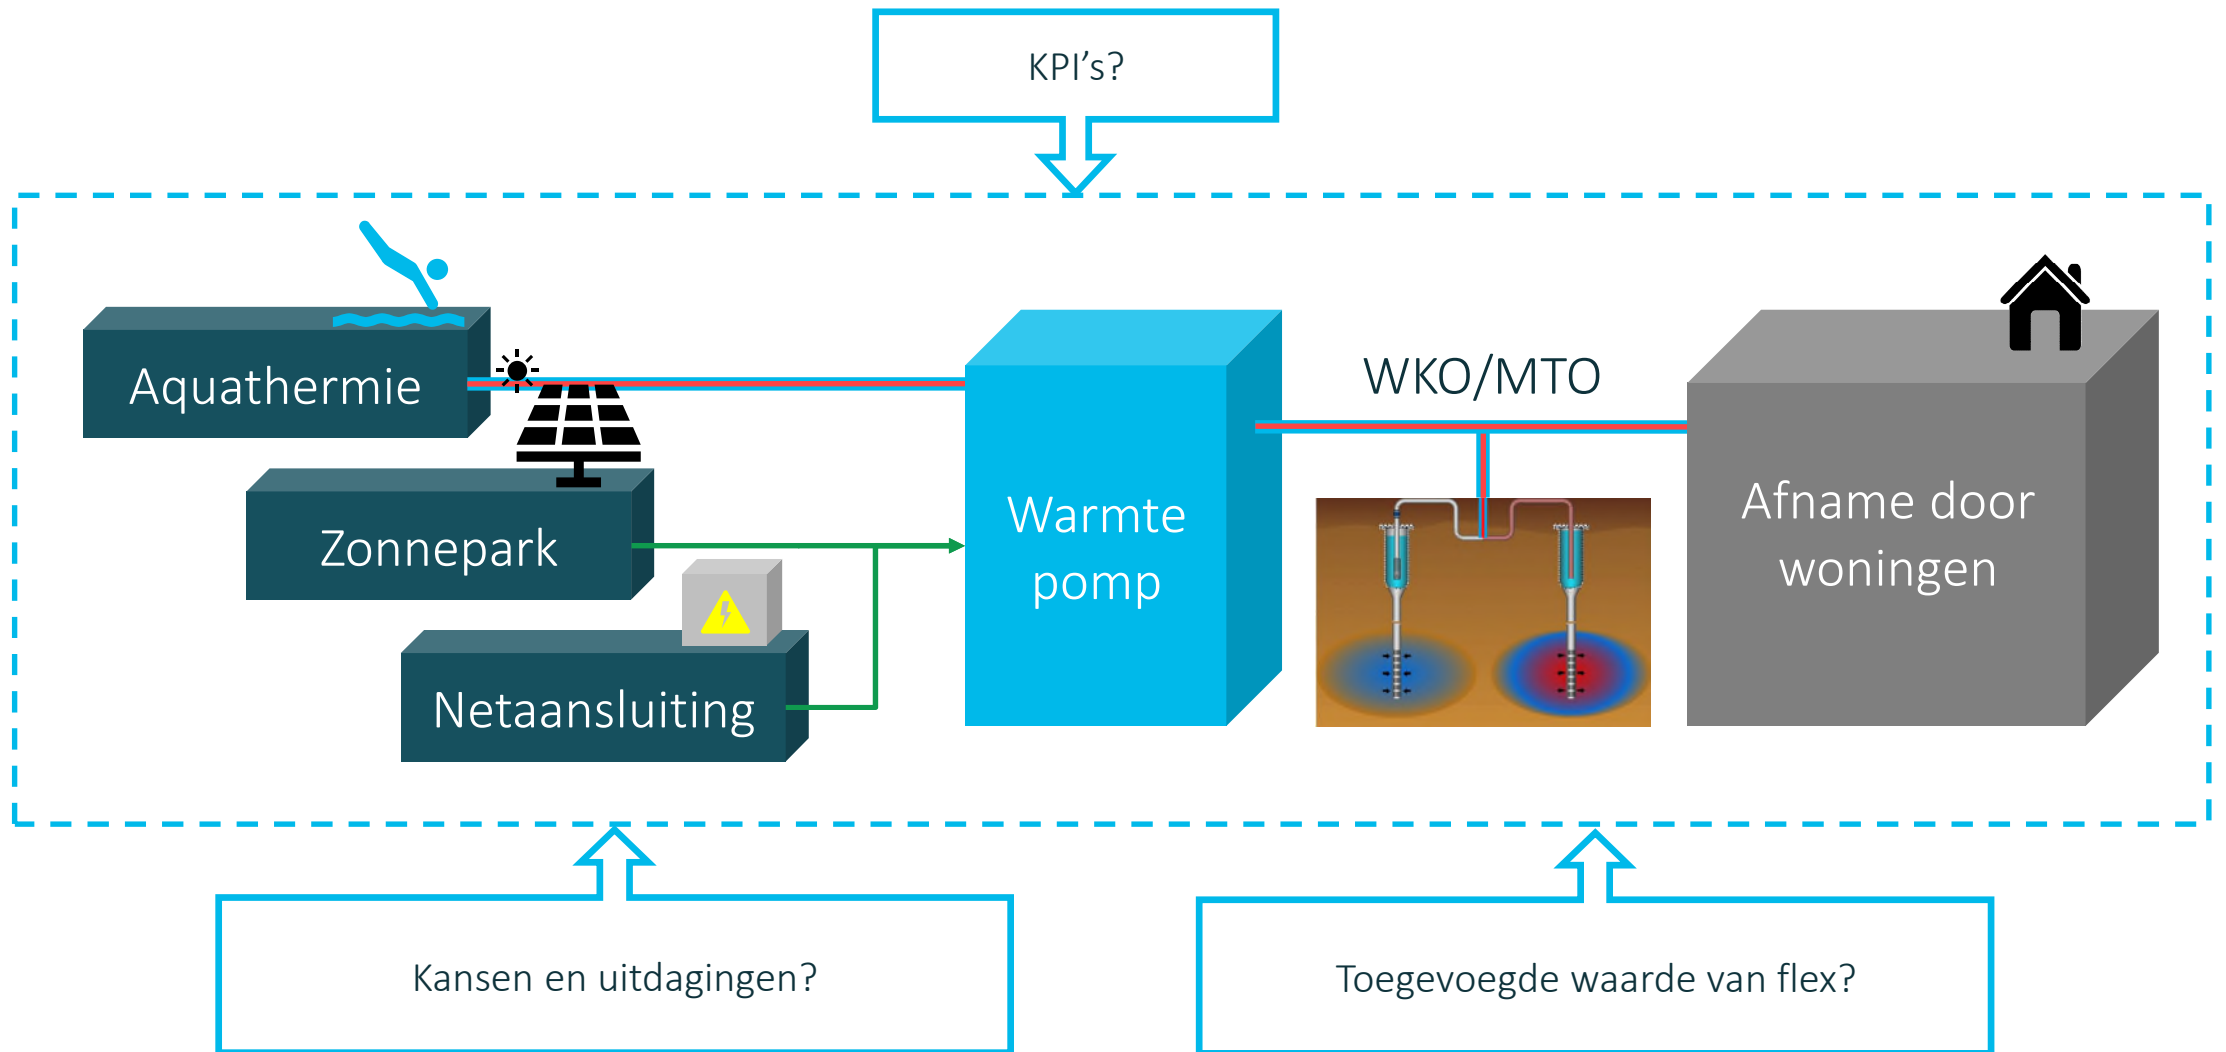 KPI's?
Aquathermie
WKO/MTO
Zonnepark
Warmte
pomp
Afname door
woningen
Netaansluiting
Kansen en uitdagingen?
Toegevoegde waarde van flex?